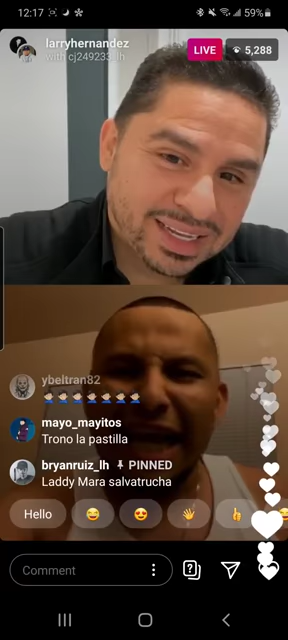 12:17
59%
larryhernandez
LIVE
5,288
with cj249233_lh
ybeltran82
mayo_mayitos
Trono la pastilla
bryanruiz_lh PINNED
Laddy Mara salvatrucha
Hello
Comment